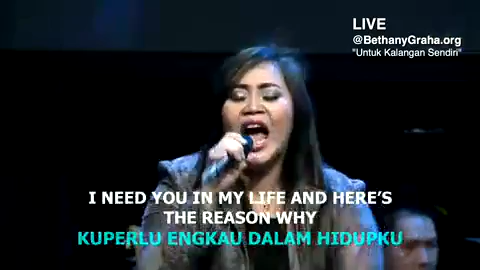 LIVE
@BethanyGraha.org
"Untuk Kalangan Sendiri"
I NEED YOU IN MY LIFE AND HERE'S
THE REASON WHY
KUPERLU ENGKAU DALAM HIDUPKU